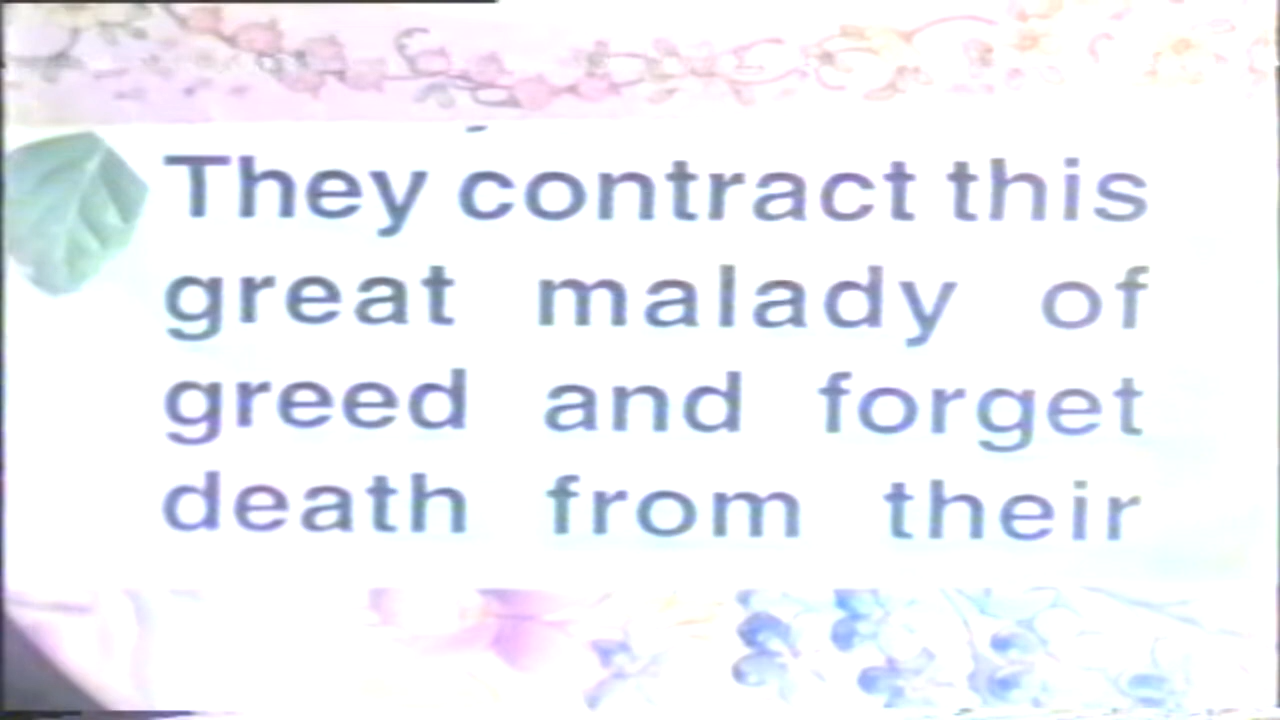 They contract this
great malady of
greed and forget
death from their